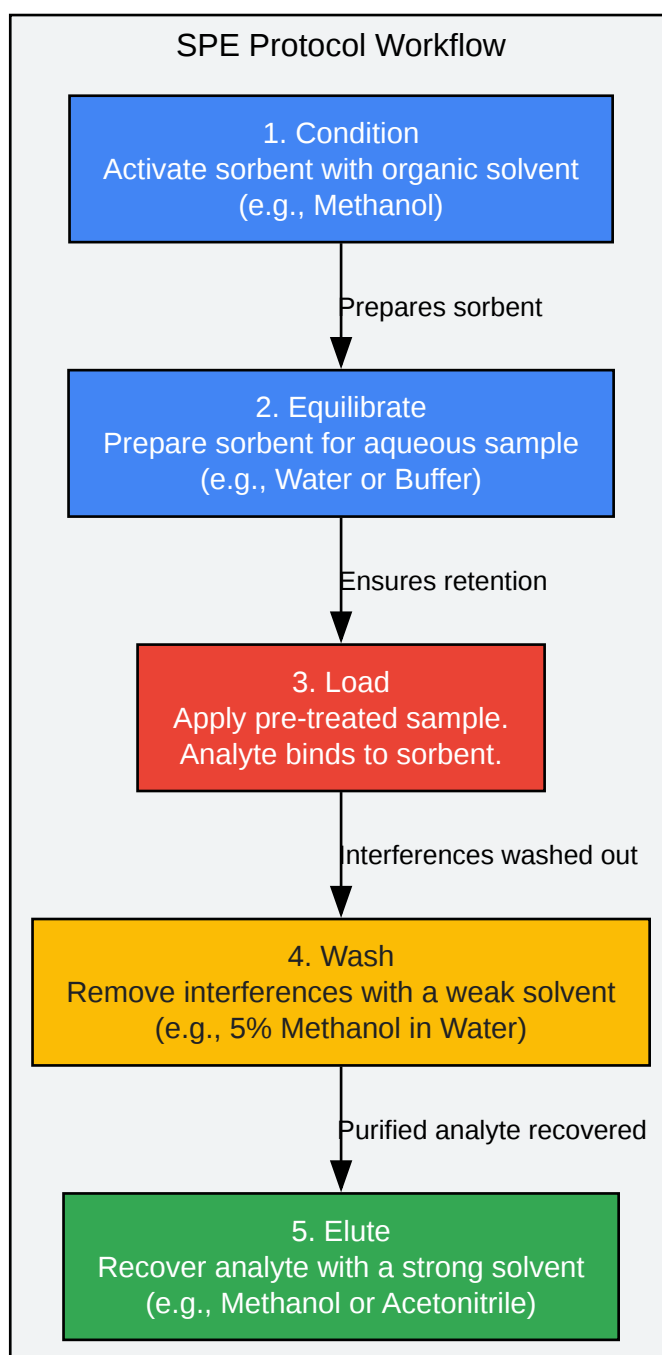 SPE Protocol Workflow
1. Condition
Activate sorbent with organic solvent
(e.g., Methanol)
Prepares sorbent
2. Equilibrate
Prepare sorbent for aqueous sample
(e.g., Water or Buffer)
Ensures retention
3. Load
Apply pre-treated sample.
Analyte binds to sorbent.
Interferences washed out
4. Wash
Remove interferences with a weak solvent
(e.g., 5% Methanol in Water)
Purified analyte recovered
5. Elute
Recover analyte with a strong solvent
(e.g., Methanol or Acetonitrile)